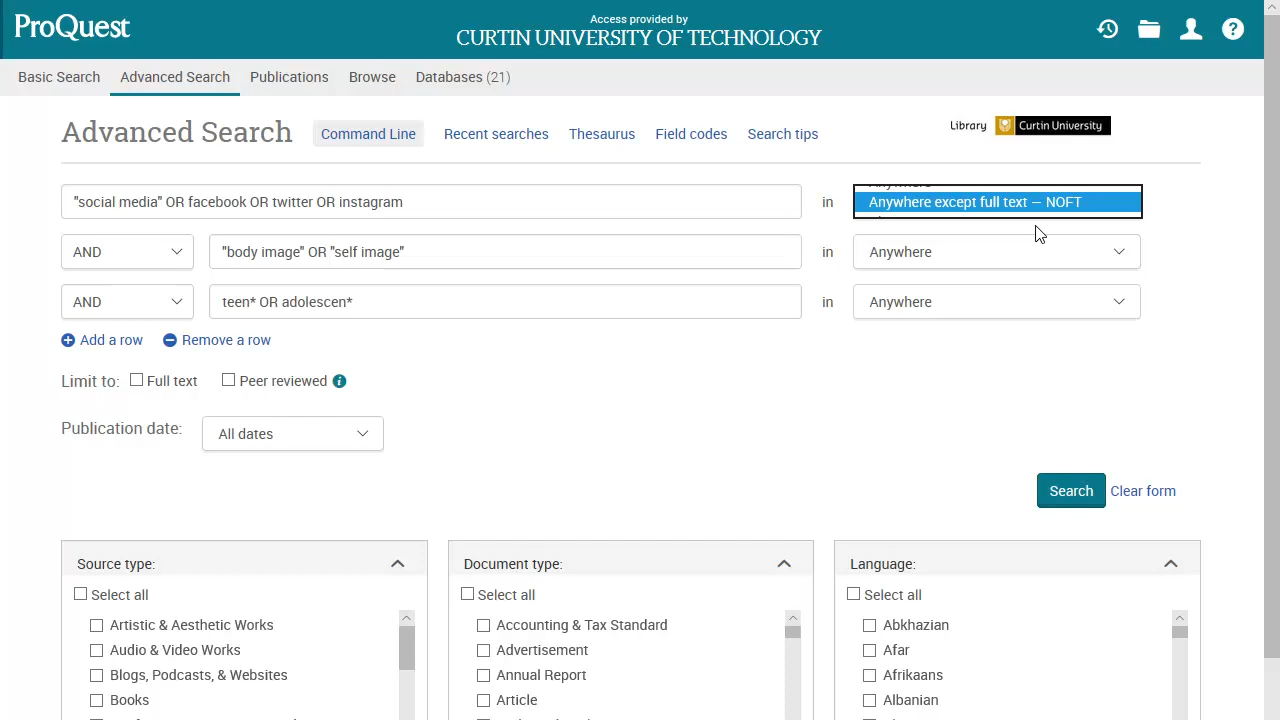 ProQuest
Access provided by
CURTIN UNIVERSITY OF TECHNOLOGY
?
Basic Search Advanced Search Publications Browse Databases (21)
Advanced Search Command Line Recent searches Thesaurus Field codes Search tips
Library Curtin University
"social media" OR facebook OR twitter OR instagram in Anywhere except full text — NOFT
AND "body image" OR "self image" in Anywhere
AND teen* OR adolescen* in Anywhere
Add a row Remove a row
Limit to: Full text Peer reviewed i
Publication date: All dates
Search Clear form
Source type: Document type: Language:
Select all Select all Select all
Artistic & Aesthetic Works Accounting & Tax Standard Abkhazian
Audio & Video Works Advertisement Afar
Blogs, Podcasts, & Websites Annual Report Afrikaans
Books Article Albanian